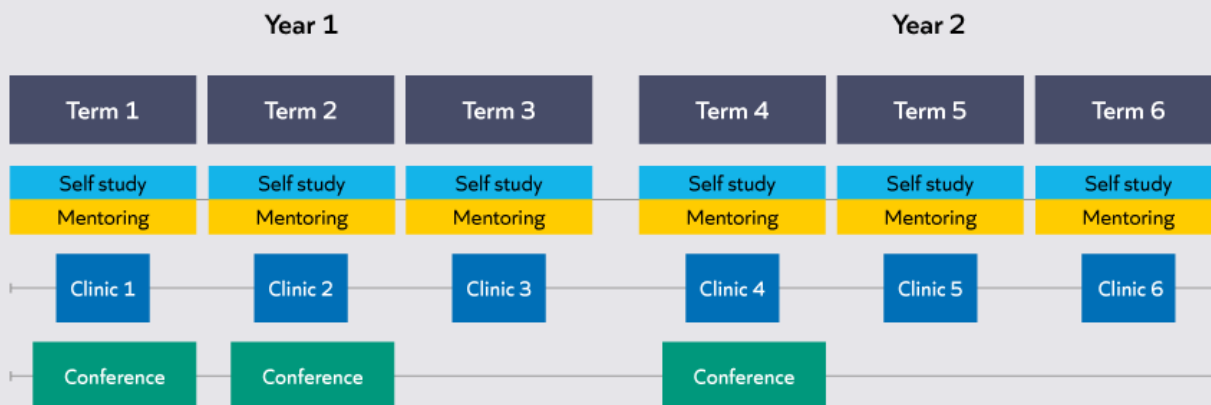 Year 1 Year 2
Term 1 Term 2 Term 3 Term 4 Term 5 Term 6
Self study Self study Self study Self study Self study Self study
Mentoring Mentoring Mentoring Mentoring Mentoring Mentoring
Clinic 1 Clinic 2 Clinic 3 Clinic 4 Clinic 5 Clinic 6
Conference Conference Conference